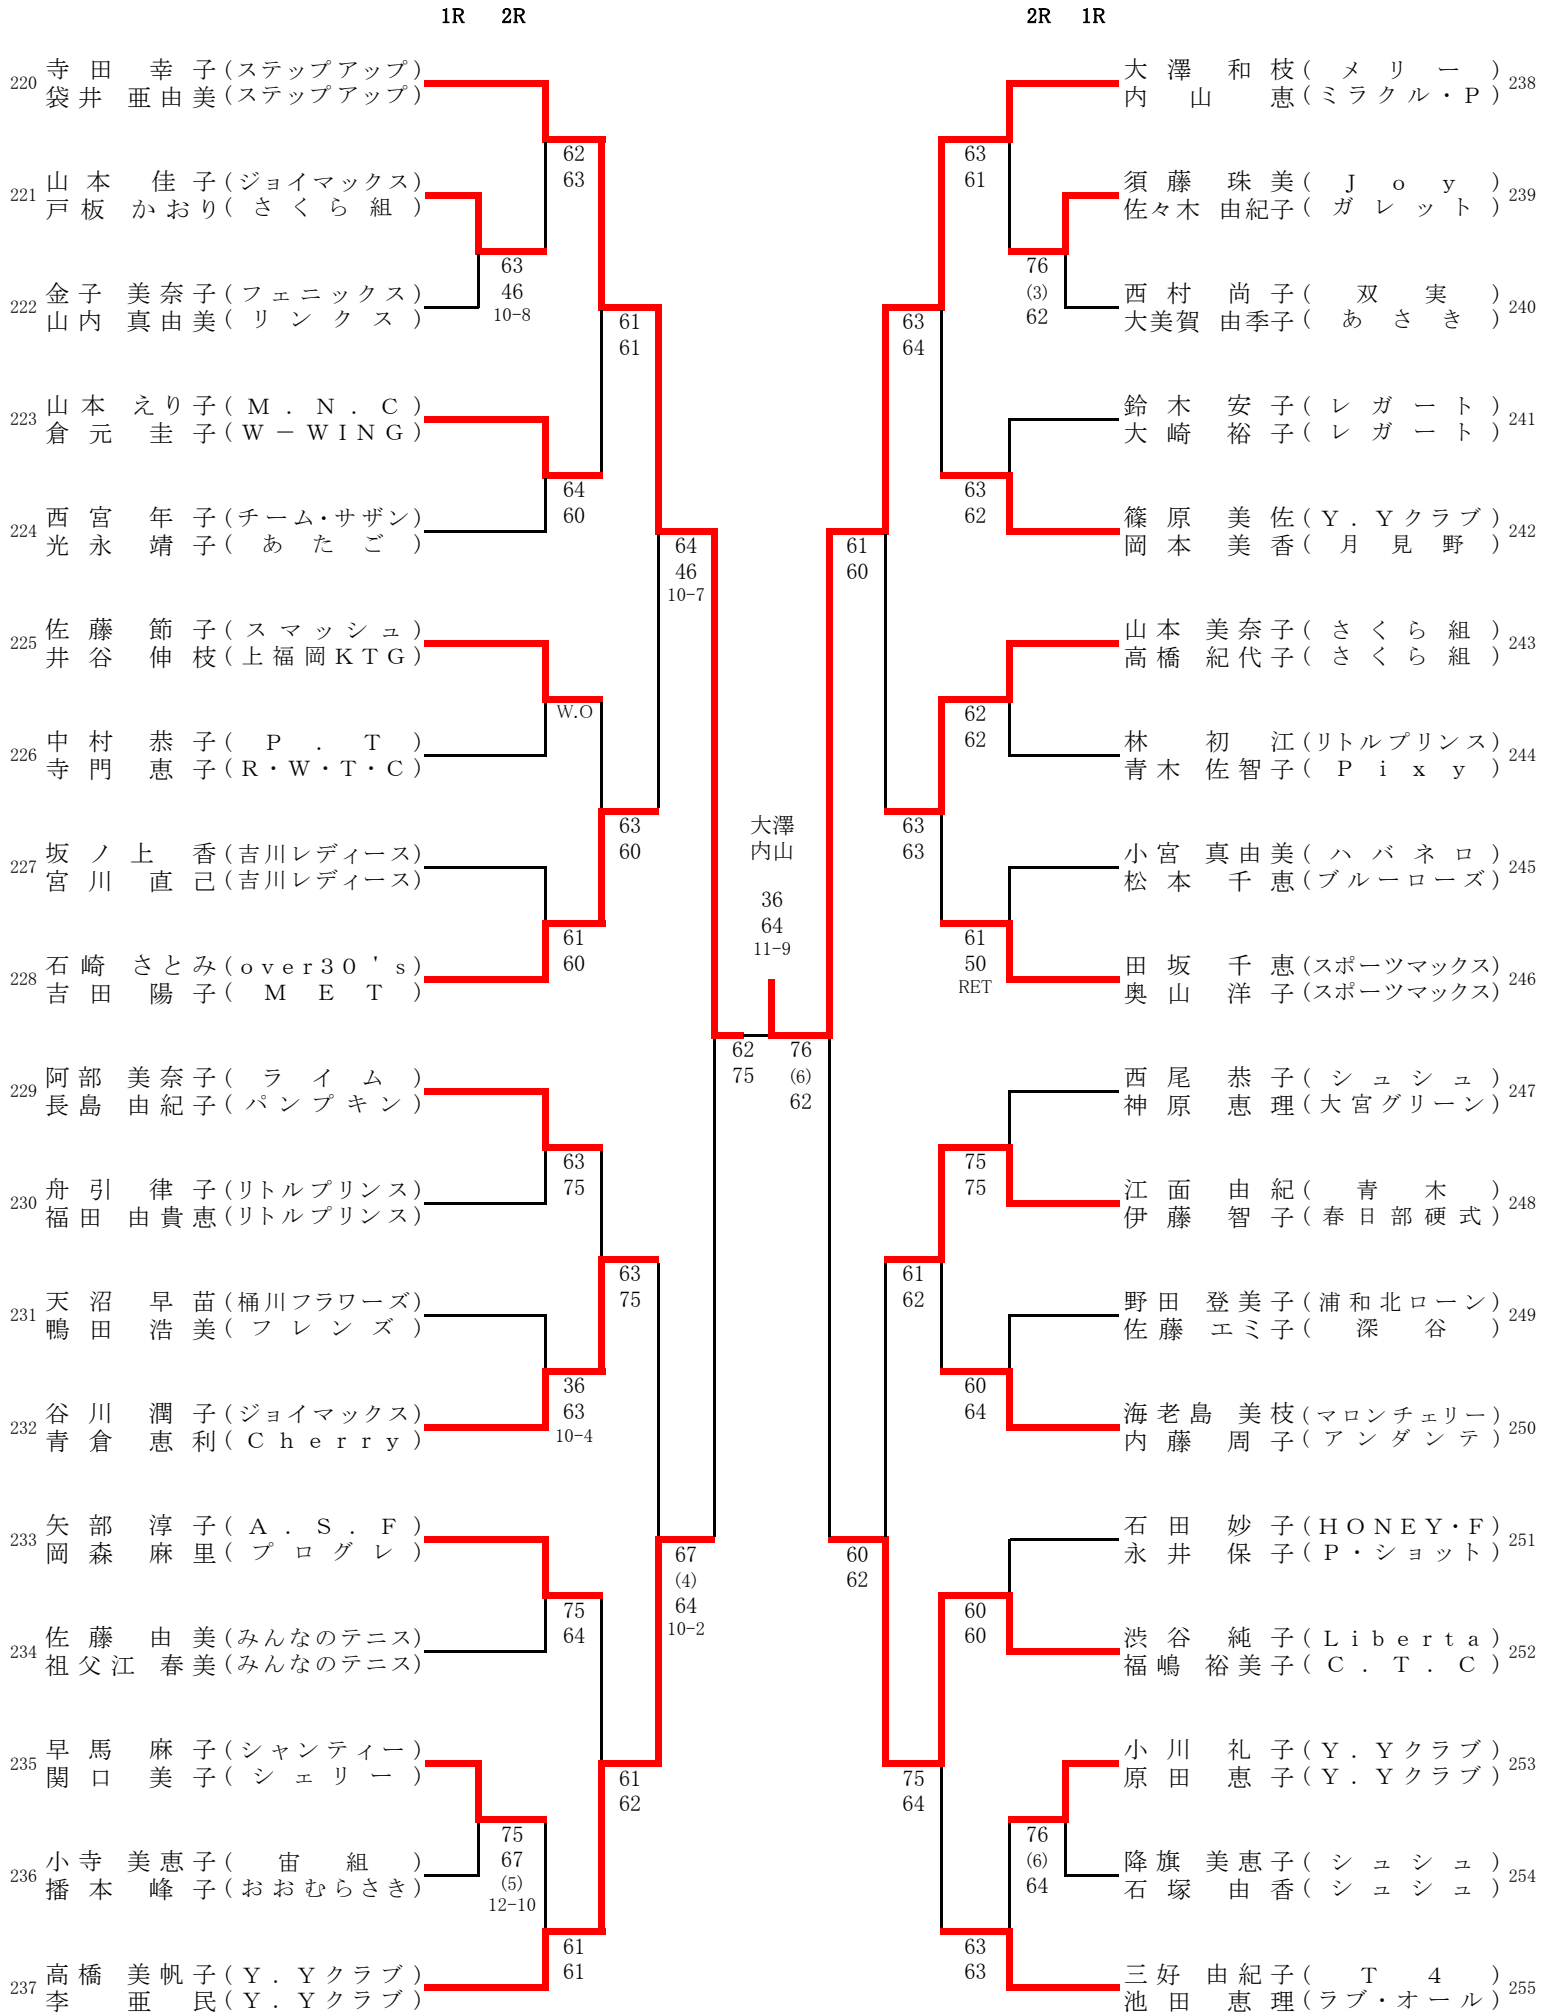 1R 2R
220 寺田 幸子(ステップアップ)
袋井 亜由美(ステップアップ)
62
63
221 山本 佳子(ジョイマックス)
戸板 かおり(さくら組)
63
46
10-8
222 金子 美奈子(フェニックス)
山内 真由美(リンクス)
61
61
223 山本 えり子(M.N.C)
倉元 圭子(W-WING)
64
60
224 西宮 年子(チーム・サザン)
光永 靖子(あたご)
64
46
10-7
225 佐藤 節子(スマッシュ)
井谷 伸枝(上福岡KTG)
W.O
226 中村 恭子(P.T)
寺門 恵子(R・W・T・C)
63
60
227 坂ノ上 香(吉川レディース)
宮川 直己(吉川レディース)
61
60
228 石崎 さとみ(over30's)
吉田 陽子(MET)
62
75
229 阿部 美奈子(ライム)
長島 由紀子(パンプキン)
63
75
230 舟引 律子(リトルプリンス)
福田 由貴恵(リトルプリンス)
63
75
231 天沼 早苗(桶川フラワーズ)
鴨田 浩美(フレンズ)
36
63
10-4
232 谷川 潤子(ジョイマックス)
青倉 恵利(Cherry)
233 矢部 淳子(A.S.F)
岡森 麻里(プログレ)
67
(4)
64
10-2
75
64
234 佐藤 由美(みんなのテニス)
祖父江 春美(みんなのテニス)
235 早馬 麻子(シャンティー)
関口 美子(シェリー)
61
62
75
67
(5)
12-10
236 小寺 美恵子(宙組)
播本 峰子(おおむらさき)
61
61
237 高橋 美帆子(Y.Yクラブ)
李 亜民(Y.Yクラブ)
大澤
内山
36
64
11-9
2R 1R
大澤 和枝(メリー) 238
内山 恵(ミラクル・P)
63
61
須藤 珠美(Joy) 239
佐々木 由紀子(ガレット)
76
(3)
62
西村 尚子(双実) 240
大美賀 由季子(あさき)
63
64
鈴木 安子(レガート) 241
大崎 裕子(レガート)
63
62
篠原 美佐(Y.Yクラブ) 242
岡本 美香(月見野)
61
60
山本 美奈子(さくら組) 243
高橋 紀代子(さくら組)
62
62
林 初江(リトルプリンス) 244
青木 佐智子(Pixy)
63
63
小宮 真由美(ハバネロ) 245
松本 千恵(ブルーローズ)
61
50
RET
田坂 千恵(スポーツマックス) 246
奥山 洋子(スポーツマックス)
76
(6)
62
西尾 恭子(シュシュ) 247
神原 恵理(大宮グリーン)
75
75
江面 由紀(青木) 248
伊藤 智子(春日部硬式)
61
62
野田 登美子(浦和北ローン) 249
佐藤 エミ子(深谷)
60
64
海老島 美枝(マロンチェリー) 250
内藤 周子(アンダンテ)
石田 妙子(HONEY・F) 251
永井 保子(P・ショット)
60
62
60
60
渋谷 純子(Liberta) 252
福嶋 裕美子(C.T.C)
小川 礼子(Y.Yクラブ) 253
原田 恵子(Y.Yクラブ)
75
64
76
(6)
64
降旗 美恵子(シュシュ) 254
石塚 由香(シュシュ)
63
63
三好 由紀子(T4) 255
池田 恵理(ラブ・オール)